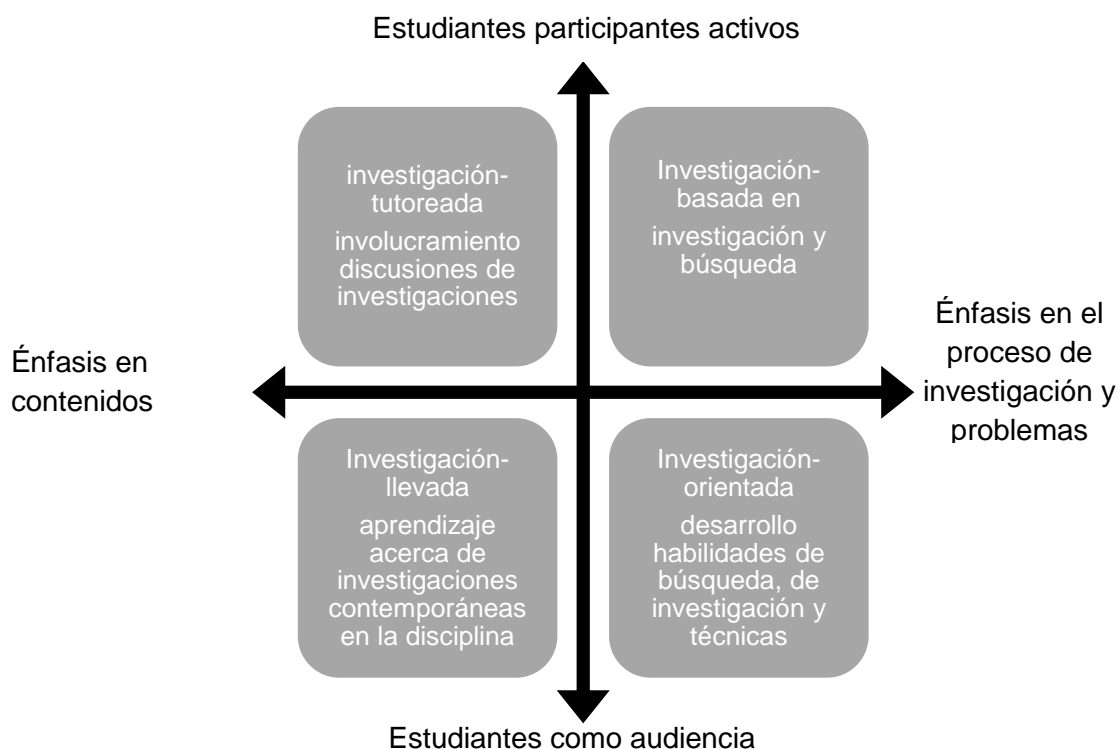 Estudiantes participantes activos
investigación-
tutoreada
involucramiento
discusiones de
investigaciones
Investigación-
basada en
investigación y
búsqueda
Énfasis en
contenidos
Énfasis en el
proceso de
investigación y
problemas
Investigación-
llevada
aprendizaje
acerca de
investigaciones
contemporáneas
en la disciplina
Investigación-
orientada
desarrollo
habilidades de
búsqueda, de
investigación y
técnicas
Estudiantes como audiencia